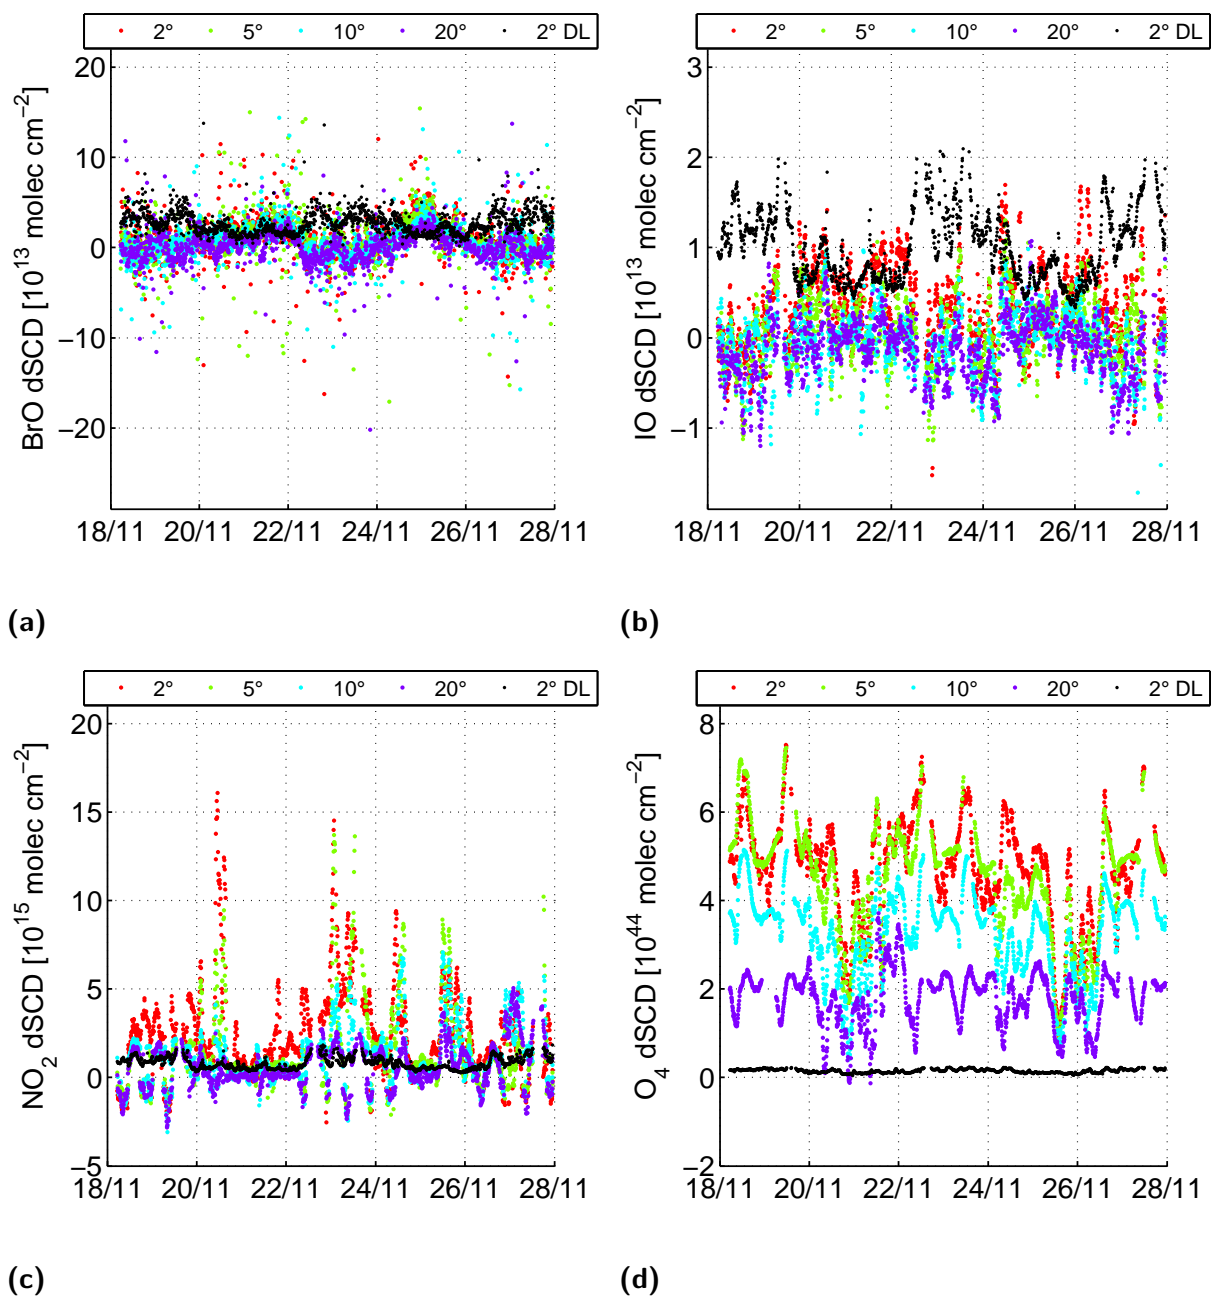 2° 5° 10° 20° 2° DL
20
10
0
−10
−20
BrO dSCD [10^13 molec cm^−2]
18/11 20/11 22/11 24/11 26/11 28/11
(a)
2° 5° 10° 20° 2° DL
3
2
1
0
−1
IO dSCD [10^13 molec cm^−2]
18/11 20/11 22/11 24/11 26/11 28/11
(b)
2° 5° 10° 20° 2° DL
20
15
10
5
0
−5
NO_2 dSCD [10^15 molec cm^−2]
18/11 20/11 22/11 24/11 26/11 28/11
(c)
2° 5° 10° 20° 2° DL
8
6
4
2
0
−2
O_4 dSCD [10^44 molec cm^−2]
18/11 20/11 22/11 24/11 26/11 28/11
(d)